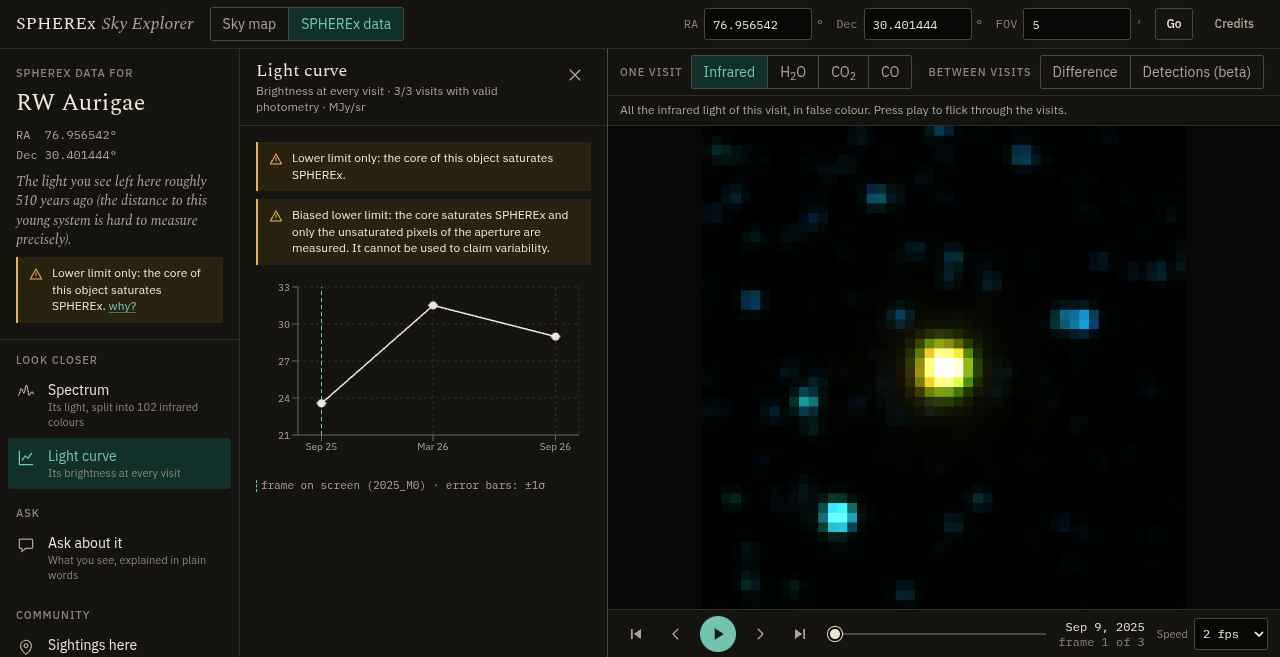 SPHEREx Sky Explorer
Sky map
SPHEREx data
RA 76.956542 °
Dec 30.401444 °
FOV 5 ′
Go
Credits
SPHEREX DATA FOR
RW Aurigae
RA 76.956542°
Dec 30.401444°
The light you see left here roughly
510 years ago (the distance to this
young system is hard to measure
precisely).
Lower limit only: the core of
this object saturates
SPHEREx. why?
LOOK CLOSER
Spectrum
Its light, split into 102 infrared
colours
Light curve
Its brightness at every visit
ASK
Ask about it
What you see, explained in plain
words
COMMUNITY
Sightings here
Light curve
Brightness at every visit · 3/3 visits with valid
photometry · MJy/sr
Lower limit only: the core of this object saturates
SPHEREx.
Biased lower limit: the core saturates SPHEREx and
only the unsaturated pixels of the aperture are
measured. It cannot be used to claim variability.
33
30
27
24
21
Sep 25
Mar 26
Sep 26
frame on screen (2025_M0) · error bars: ±1σ
ONE VISIT
Infrared
H₂O
CO₂
CO
BETWEEN VISITS
Difference
Detections (beta)
All the infrared light of this visit, in false colour. Press play to flick through the visits.
Sep 9, 2025
frame 1 of 3
Speed
2 fps